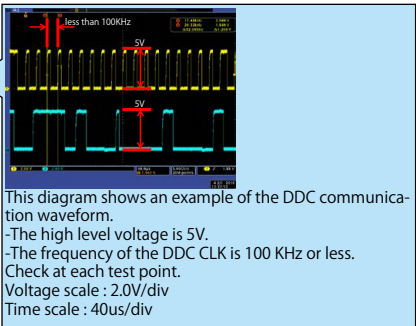 less than 100KHz
5V
5V
This diagram shows an example of the DDC communica-
tion waveform.
-The high level voltage is 5V.
-The frequency of the DDC CLK is 100 KHz or less.
Check at each test point.
Voltage scale : 2.0V/div
Time scale : 40us/div